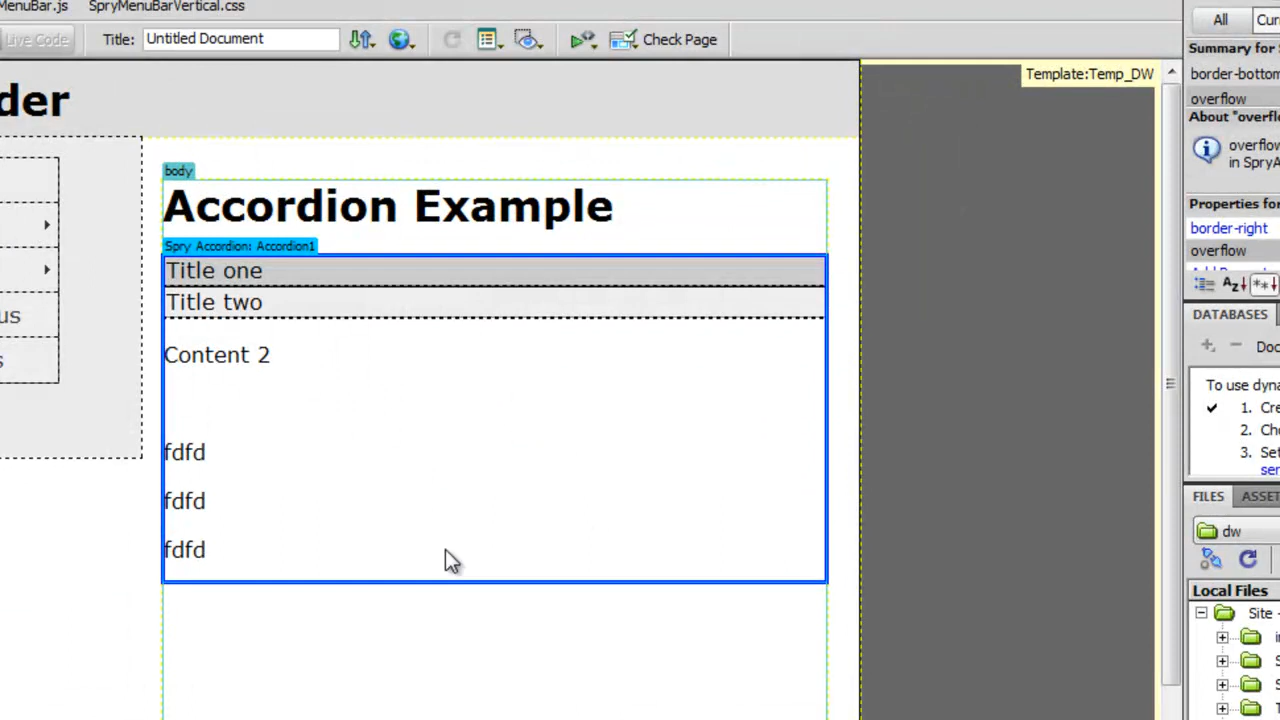 MenuBar.js SpryMenuBarVertical.css
Live Code Title: Untitled Document Check Page
All
Summary for
border-bottom
overflow
About "overfl
overflow
in SpryA
Properties for
border-right
overflow
DATABASES
Doc
To use dyna
1. Cre
2. Cho
3. Set
ser
FILES ASSET
dw
Local Files
Site -
Template:Temp_DW
der
us
s
body
Accordion Example
Spry Accordion: Accordion1
Title one
Title two
Content 2
fdfd
fdfd
fdfd